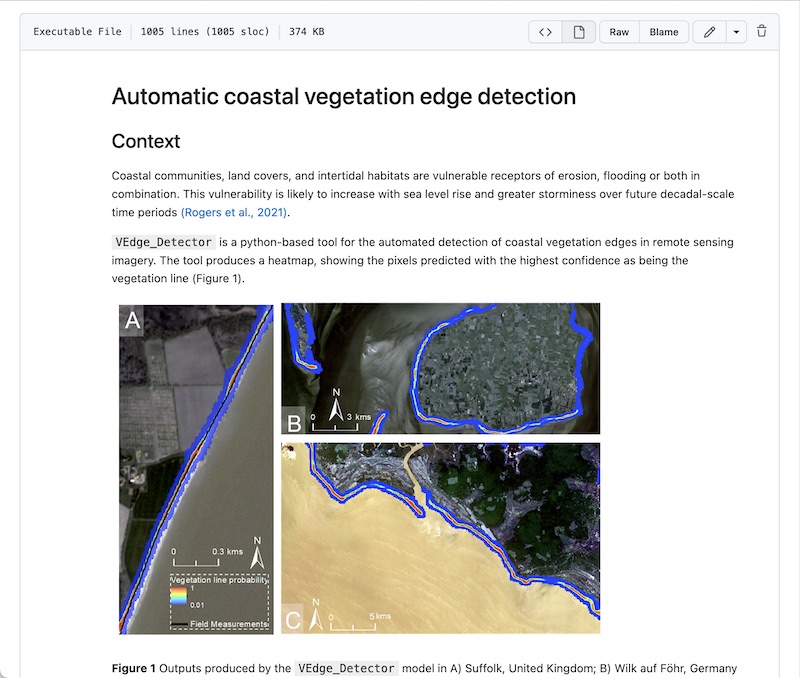 Executable File 1005 lines (1005 sloc) 374 KB Raw Blame
Automatic coastal vegetation edge detection
Context
Coastal communities, land covers, and intertidal habitats are vulnerable receptors of erosion, flooding or both in
combination. This vulnerability is likely to increase with sea level rise and greater storminess over future decadal-scale
time periods (Rogers et al., 2021).
VEdge_Detector is a python-based tool for the automated detection of coastal vegetation edges in remote sensing
imagery. The tool produces a heatmap, showing the pixels predicted with the highest confidence as being the
vegetation line (Figure 1).
A
N
0 0.3 kms
Vegetation line probability
1
0.01
Field Measurements
B
N
0 3 kms
C
N
0 5 kms
Figure 1 Outputs produced by the VEdge_Detector model in A) Suffolk, United Kingdom; B) Wilk auf Föhr, Germany